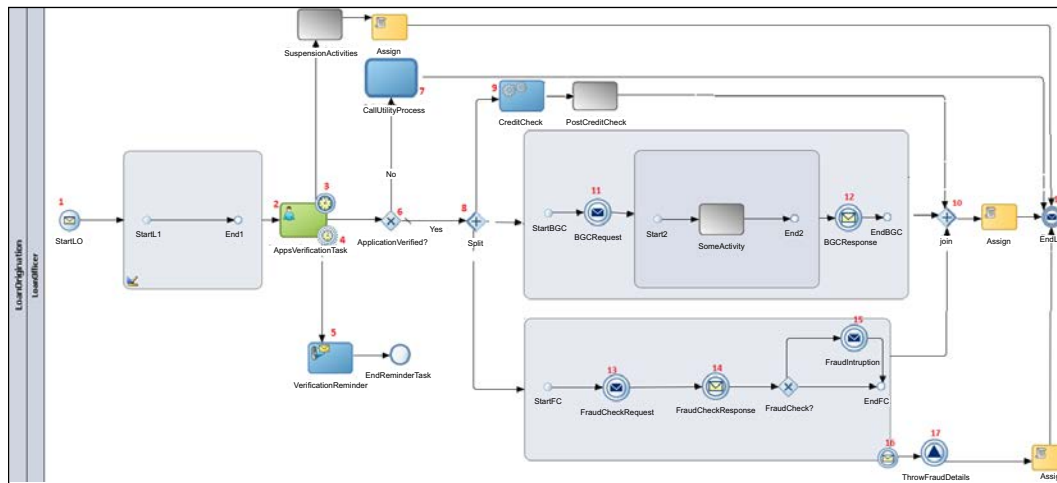 LoanOrigination
LoanOfficer
SuspensionActivities
Assign
7
CallUtilityProcess
9
CreditCheck
PostCreditCheck
No
1
StartLO
StartL1
End1
2
3
4
AppsVerificationTask
6
ApplicationVerified?
Yes
8
Split
StartBGC
11
BGCRequest
Start2
SomeActivity
End2
12
BGCResponse
EndBGC
10
join
Assign
5
VerificationReminder
EndReminderTask
StartFC
13
FraudCheckRequest
14
FraudCheckResponse
FraudCheck?
15
FraudIntruption
EndFC
16
17
ThrowFraudDetails